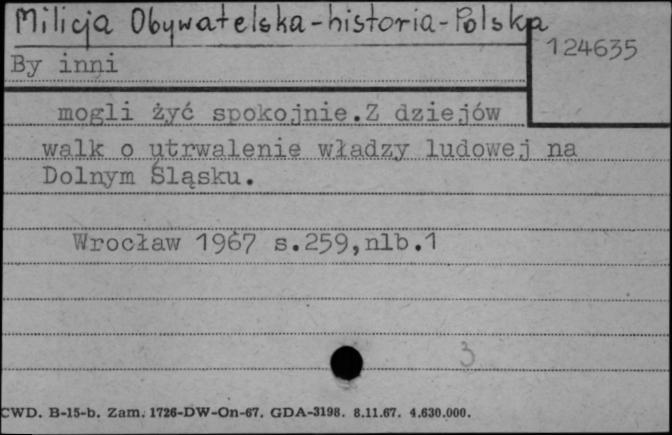 Milicja Obywatelska-historia-Polska
124635
By inni
mogli żyć spokojnie.Z dziejów
walk o utrwalenie władzy ludowej na
Dolnym Śląsku.
Wrocław 1967 s.259,nlb.1
3
CWD. B-15-b. Zam. 1726-DW-On-67. GDA-3198. 8.11.67. 4.630.000.